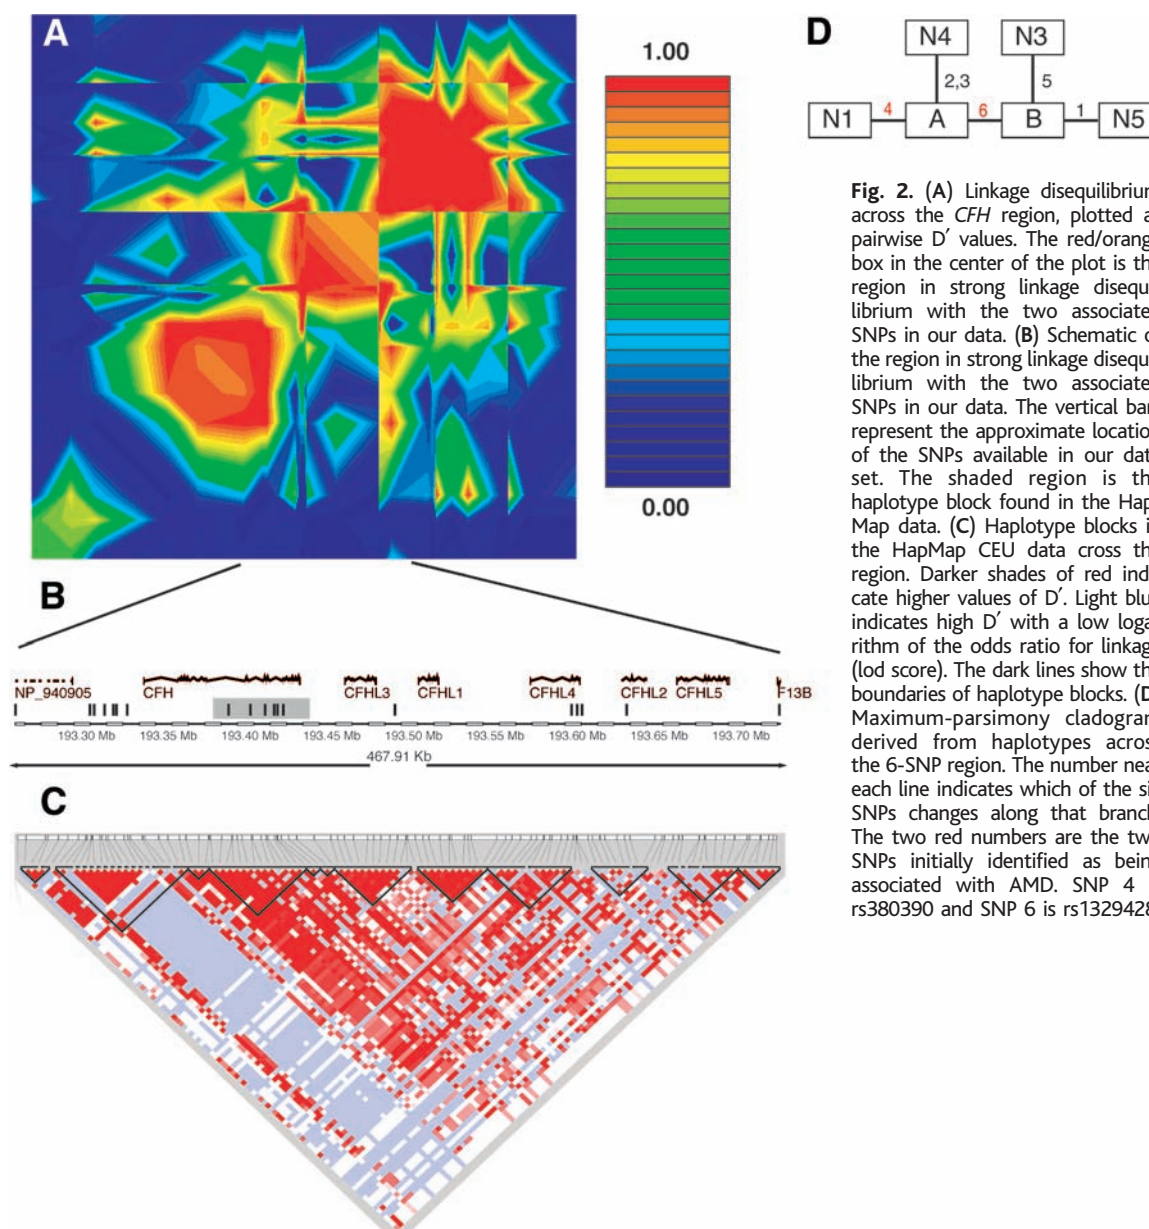 A
1.00
0.00
D
N4
N3
2,3
5
N1
4
A
6
B
1
N5
Fig. 2. (A) Linkage disequilibrium
across the CFH region, plotted a
pairwise D′ values. The red/orang
box in the center of the plot is th
region in strong linkage disequ
librium with the two associate
SNPs in our data. (B) Schematic o
the region in strong linkage disequ
librium with the two associate
SNPs in our data. The vertical bar
represent the approximate location
of the SNPs available in our dat
set. The shaded region is th
haplotype block found in the Hap
Map data. (C) Haplotype blocks i
the HapMap CEU data cross th
region. Darker shades of red ind
cate higher values of D′. Light blu
indicates high D′ with a low loga
rithm of the odds ratio for linkag
(lod score). The dark lines show th
boundaries of haplotype blocks. (D
Maximum-parsimony cladogram
derived from haplotypes acros
the 6-SNP region. The number nea
each line indicates which of the si
SNPs changes along that branch
The two red numbers are the two
SNPs initially identified as bein
associated with AMD. SNP 4
rs380390 and SNP 6 is rs1329428
B
NP_940905
CFH
CFHL3
CFHL1
CFHL4
CFHL2
CFHL5
F13B
193.30 Mb
193.35 Mb
193.40 Mb
193.45 Mb
193.50 Mb
193.55 Mb
193.60 Mb
193.65 Mb
193.70 Mb
467.91 Kb
C